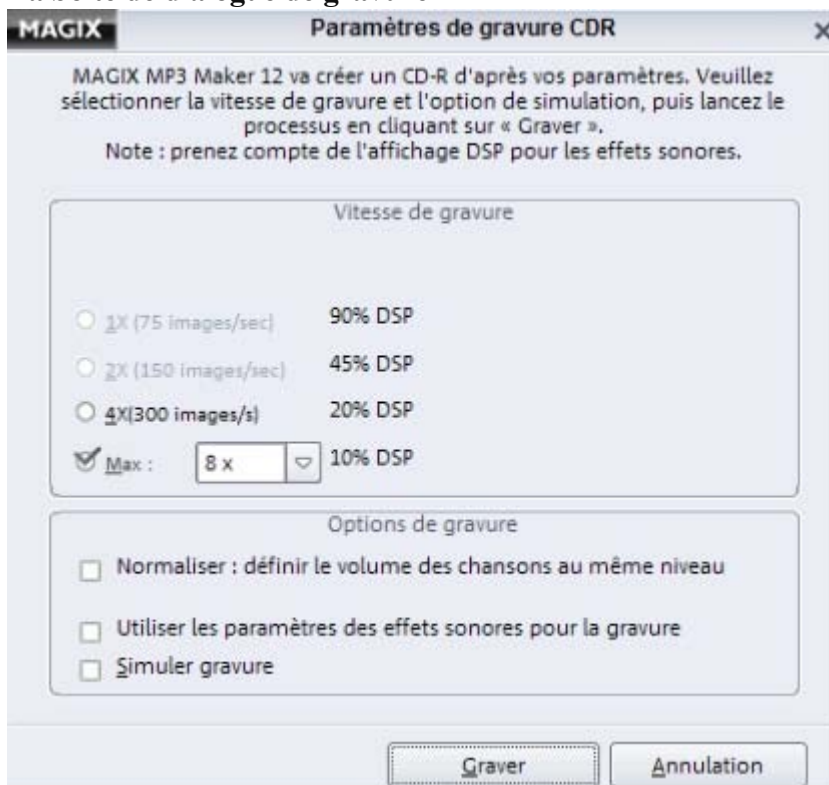 MAGIX Paramètres de gravure CDR
MAGIX MP3 Maker 12 va créer un CD-R d'après vos paramètres. Veuillez
sélectionner la vitesse de gravure et l'option de simulation, puis lancez le
processus en cliquant sur « Graver ».
Note : prenez compte de l'affichage DSP pour les effets sonores.
Vitesse de gravure
1X (75 images/sec) 90% DSP
2X (150 images/sec) 45% DSP
4X(300 images/s) 20% DSP
Max : 8 x 10% DSP
Options de gravure
Normaliser : définir le volume des chansons au même niveau
Utiliser les paramètres des effets sonores pour la gravure
Simuler gravure
Graver Annulation